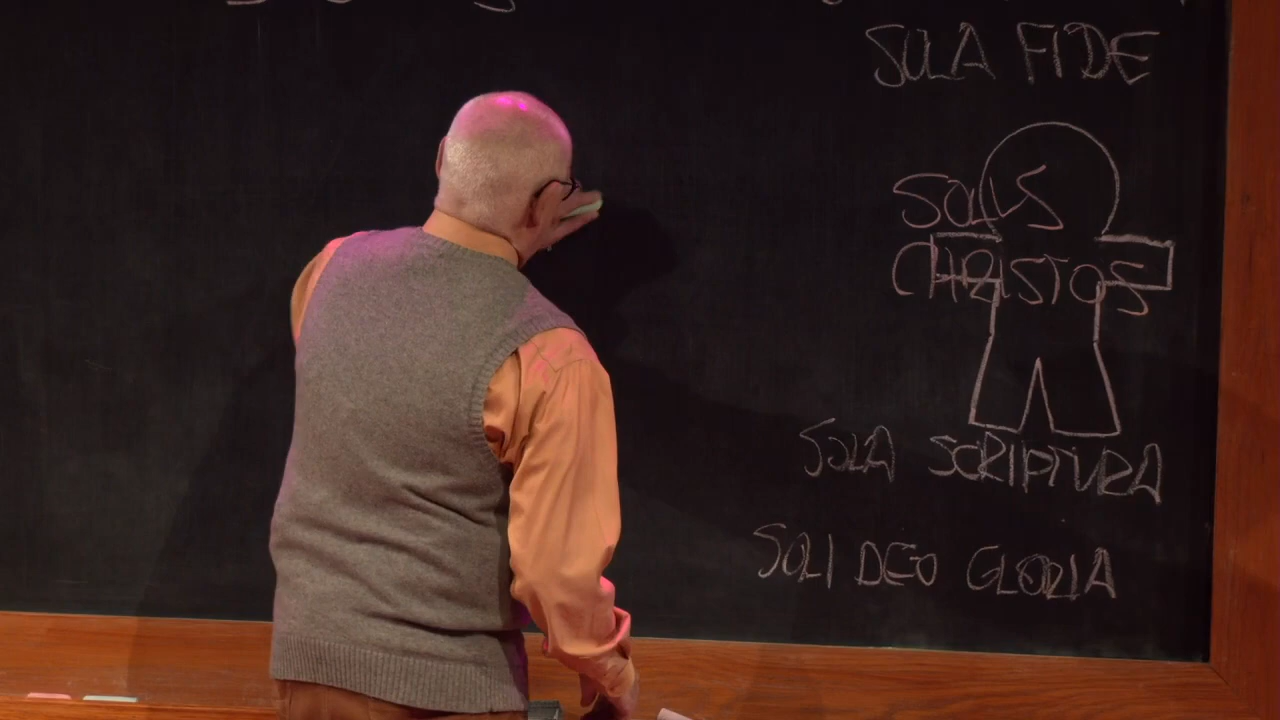 SOLA FIDE
SOLUS
CHRISTOS
SOLA SCRIPTURA
SOLI DEO GLORIA